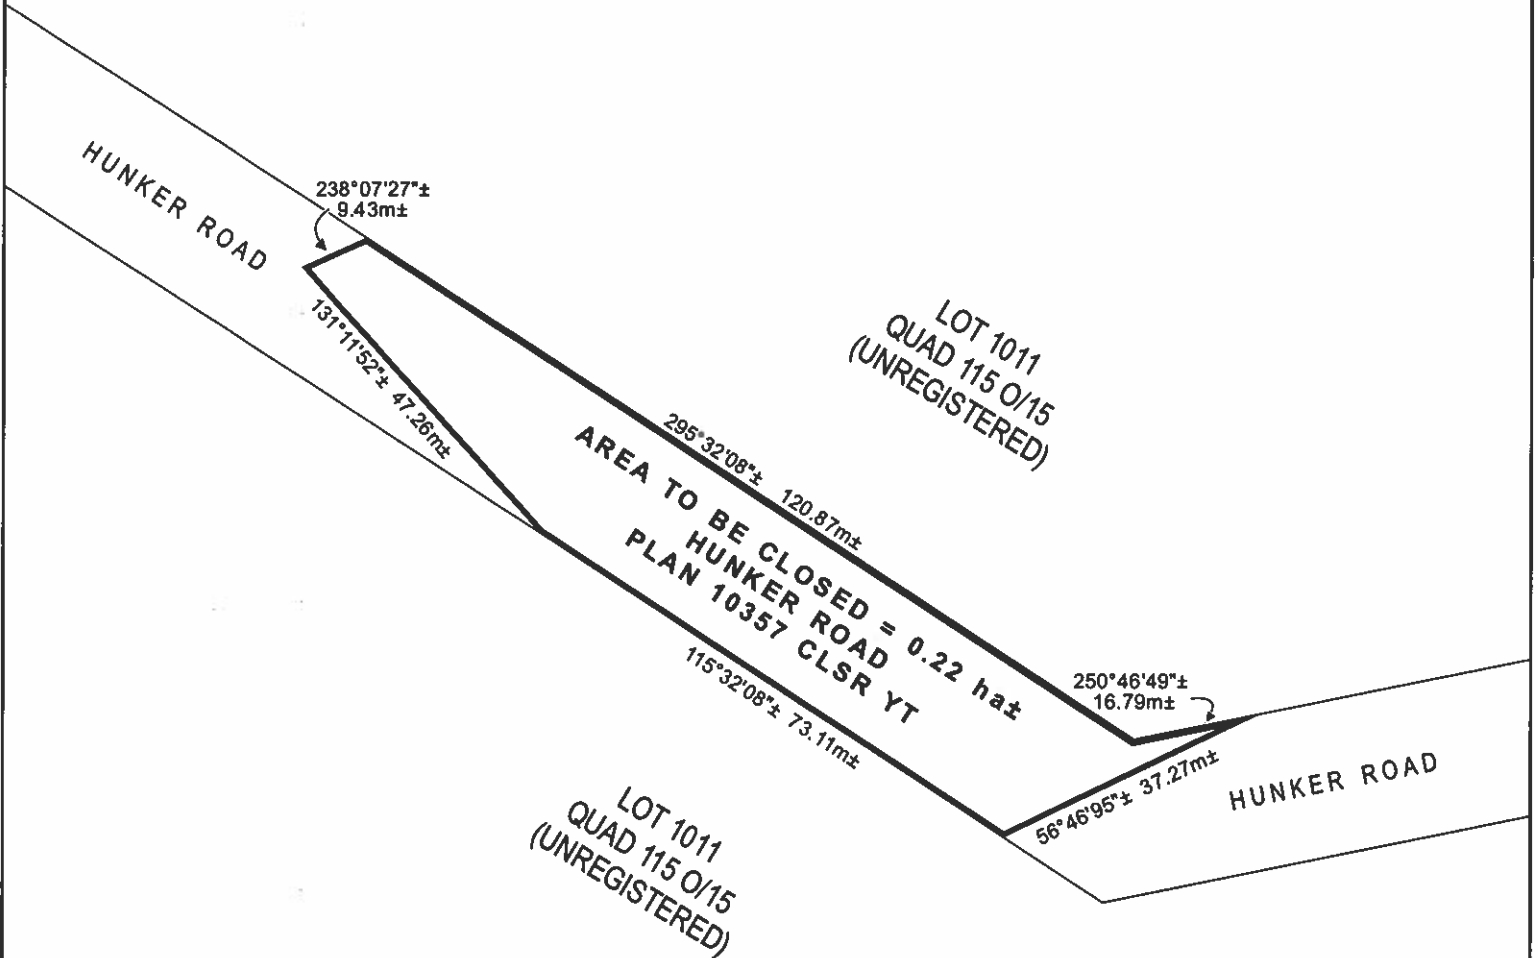 HUNKER ROAD
238°07'27"±
9.43m±
131°11'52"± 47.26m±
LOT 1011
QUAD 115 O/15
(UNREGISTERED)
295°32'08"± 120.87m±
AREA TO BE CLOSED = 0.22 ha±
HUNKER ROAD
PLAN 10357 CLSR YT
115°32'08"± 73.11m±
250°46'49"±
16.79m±
56°46'95"± 37.27m±
HUNKER ROAD
LOT 1011
QUAD 115 O/15
(UNREGISTERED)